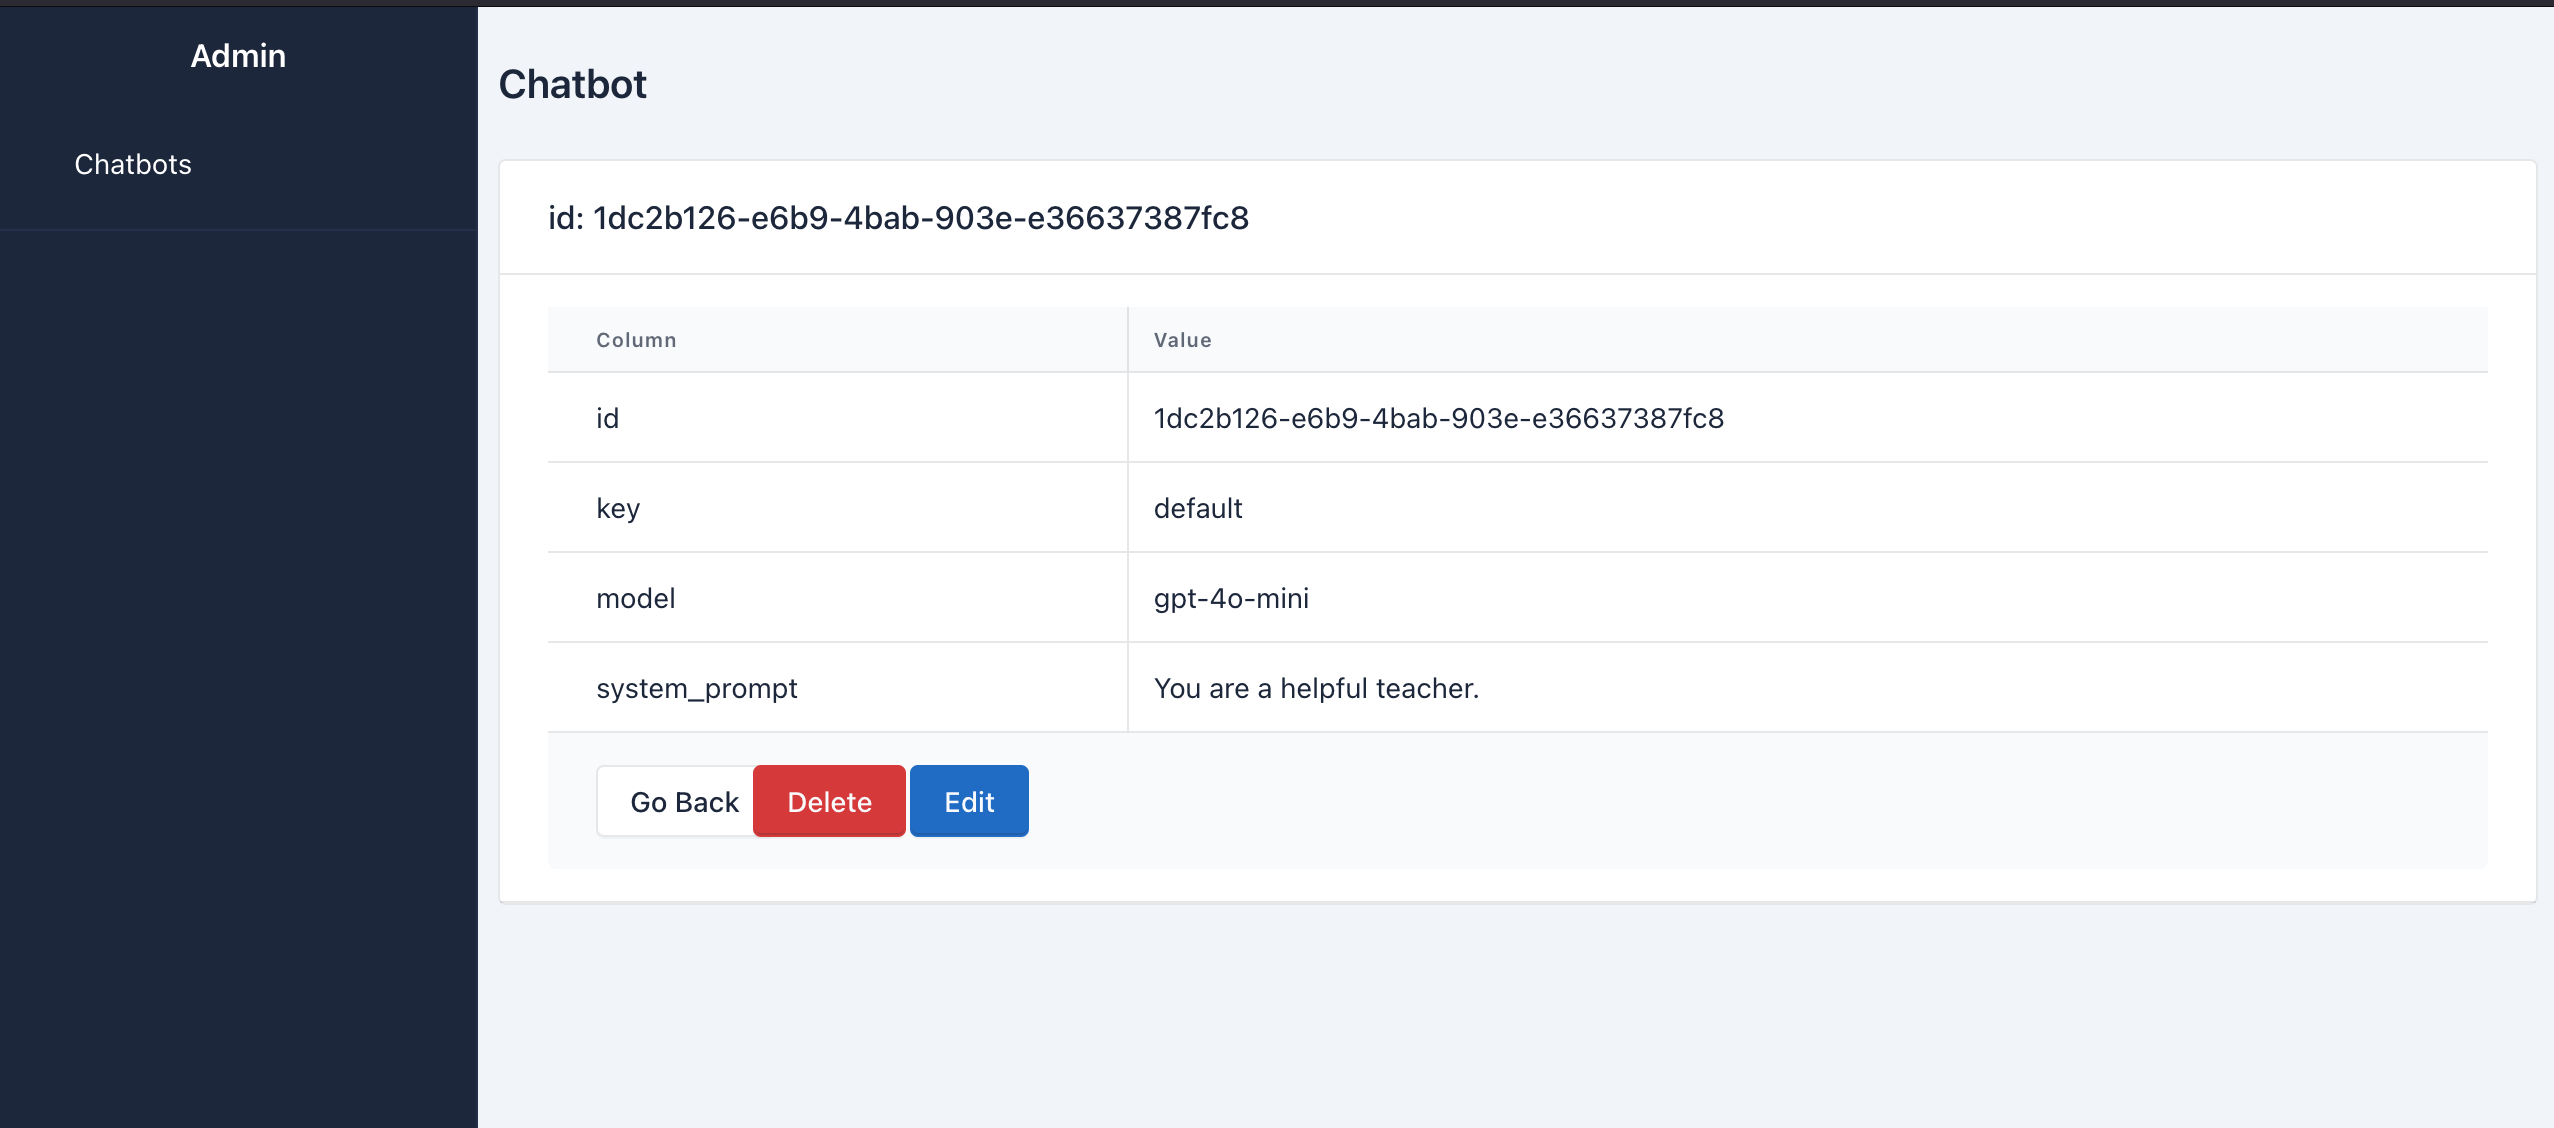 Admin
Chatbots
Chatbot
id: 1dc2b126-e6b9-4bab-903e-e36637387fc8
Column Value
id 1dc2b126-e6b9-4bab-903e-e36637387fc8
key default
model gpt-4o-mini
system_prompt You are a helpful teacher.
Go Back Delete Edit